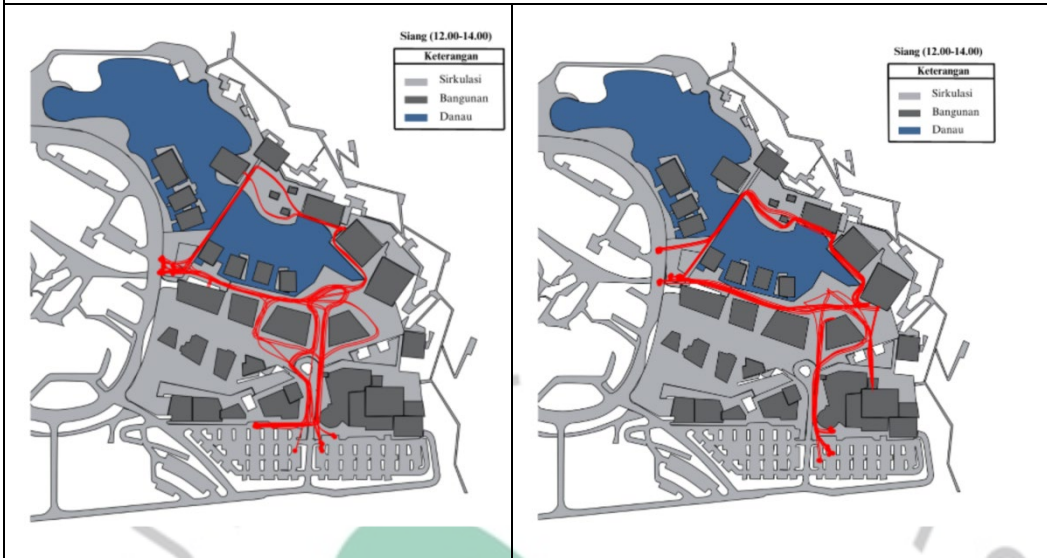 Siang (12.00-14.00)
Keterangan
Sirkulasi
Bangunan
Danau
Siang (12.00-14.00)
Keterangan
Sirkulasi
Bangunan
Danau